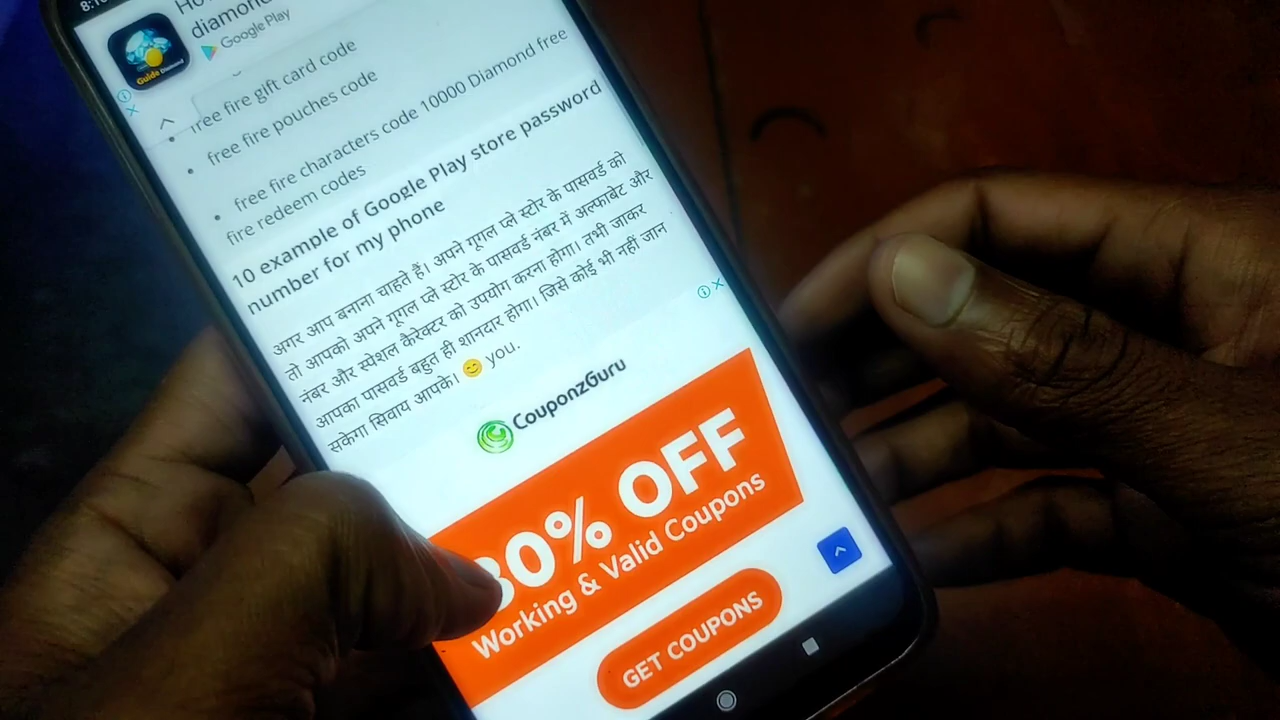 diamond
Google Play
Guide Diamond
free fire gift card code
free fire pouches code
free fire characters code 10000 Diamond free
fire redeem codes
10 example of Google Play store password
number for my phone
अगर आप बनाना चाहते हैं। अपने गूगल प्ले स्टोर के पासवर्ड को
तो आपको अपने गूगल प्ले स्टोर के पासवर्ड नंबर में अल्फाबेट और
नंबर और स्पेशल कैरेक्टर को उपयोग करना होगा। तभी जाकर
आपका पासवर्ड बहुत ही शानदार होगा। जिसे कोई भी नहीं जान
सकेगा सिवाय आपके। 😊 you.
CouponzGuru
80% OFF
Working & Valid Coupons
GET COUPONS